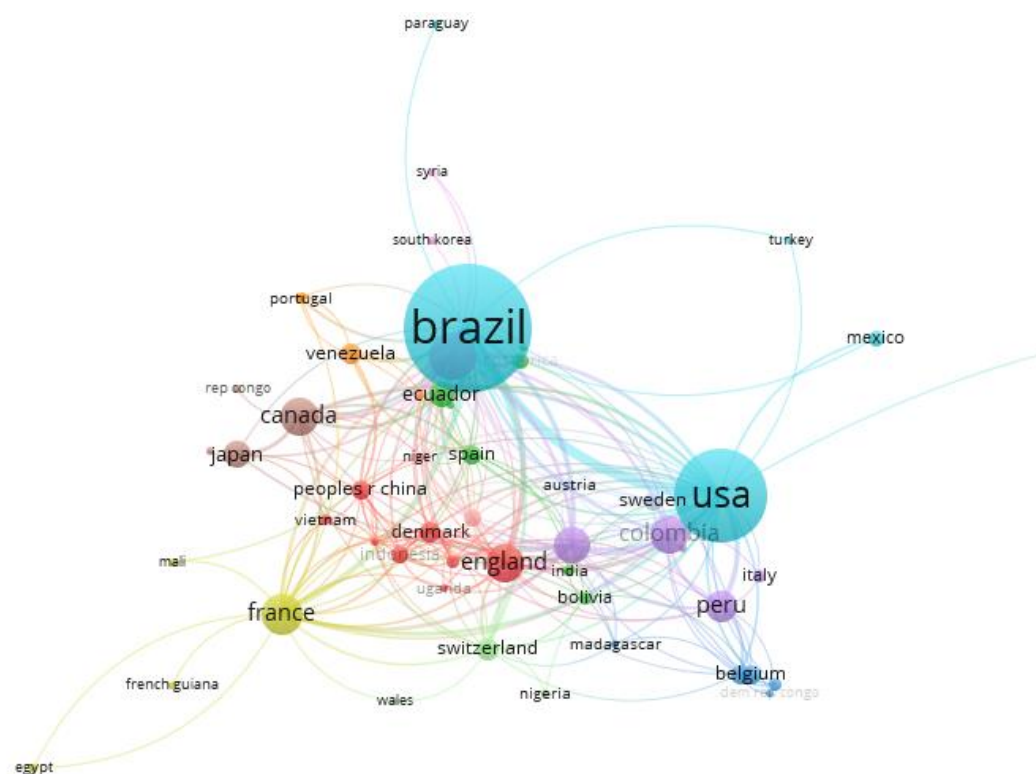 paraguay
syria
south korea
turkey
portugal
brazil
mexico
venezuela
rep congo
ecuador
canada
japan
niger
spain
peoples r china
austria
sweden
usa
vietnam
denmark
colombia
indonesia
mali
england
india
italy
uganda
bolivia
france
peru
switzerland
madagascar
belgium
french guiana
nigeria
dem rep congo
wales
egypt